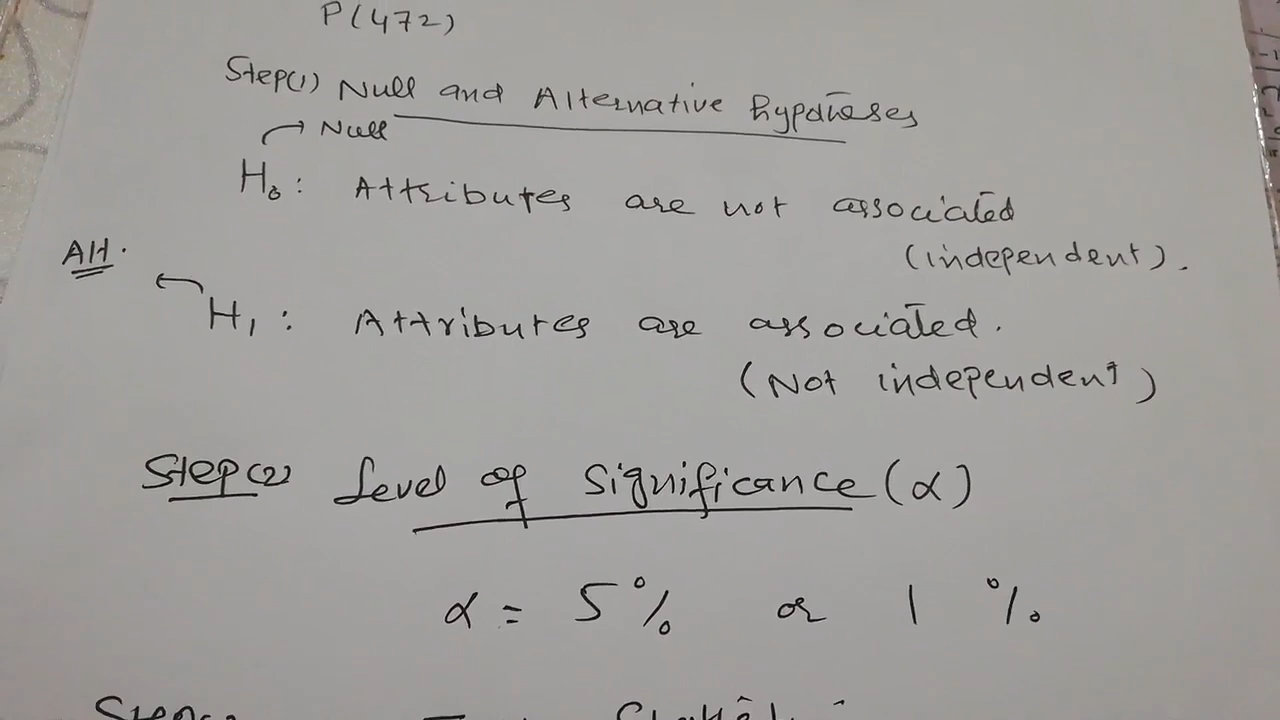 P(472)
Step(1) Null and Alternative hypotheses
Null
H₀: Attributes are not associated
(independent).
AH.
H₁: Attributes are associated.
(Not independent)
Step(2) Level of Significance (α)
α = 5% or 1 %